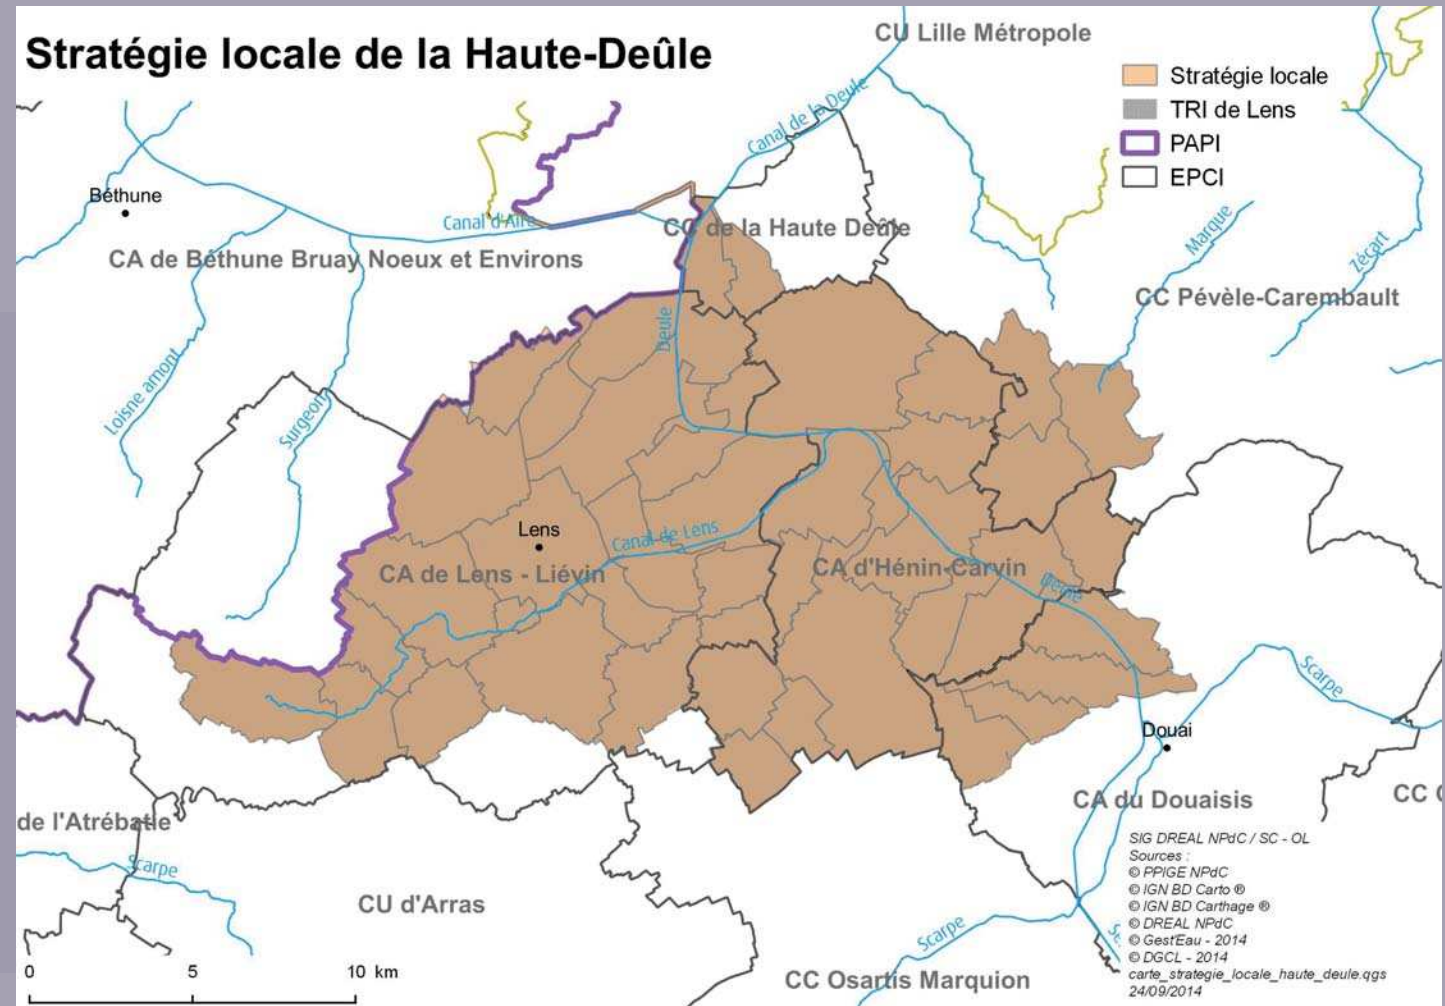 Stratégie locale de la Haute-Deûle
CU Lille Métropole
Stratégie locale
TRI de Lens
PAPI
EPCI
Canal de la Deule
Béthune
Canal d'Aire
CC de la Haute Deûle
CA de Béthune Bruay Noeux et Environs
Marque
Zécart
CC Pévèle-Carembault
Deule
Loisne amont
Surgeon
Lens
Canal de Lens
CA de Lens - Liévin
CA d'Hénin-Carvin
Deule
Scarpe
Douai
CA du Douaisis
CC
de l'Atrébatie
Scarpe
CU d'Arras
Scarpe
CC Osartis Marquion
SIG DREAL NPdC / SC - OL
Sources :
© PPIGE NPdC
© IGN BD Carto ®
© IGN BD Carthage ®
© DREAL NPdC
© Gest'Eau - 2014
© DGCL - 2014
carte_strategie_locale_haute_deule.qgs
24/09/2014
0 5 10 km